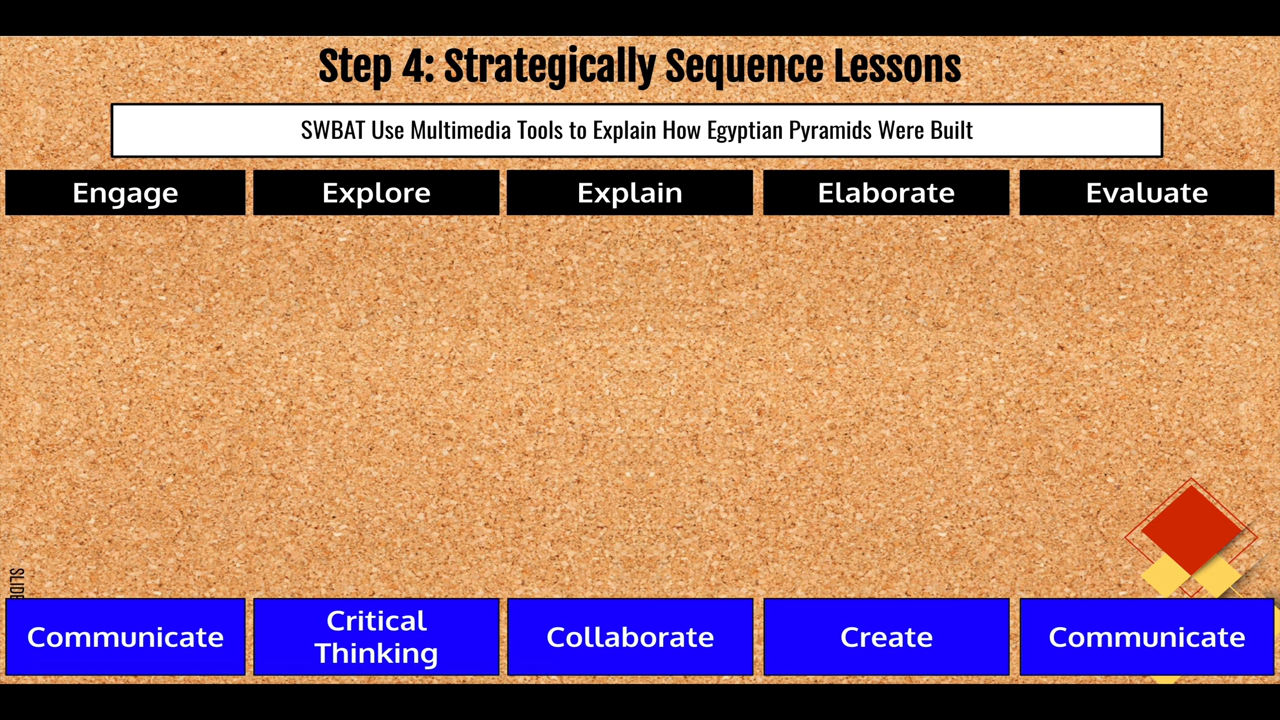 Step 4: Strategically Sequence Lessons
SWBAT Use Multimedia Tools to Explain How Egyptian Pyramids Were Built
Engage Explore Explain Elaborate Evaluate
SLIDE
Communicate Critical Thinking Collaborate Create Communicate